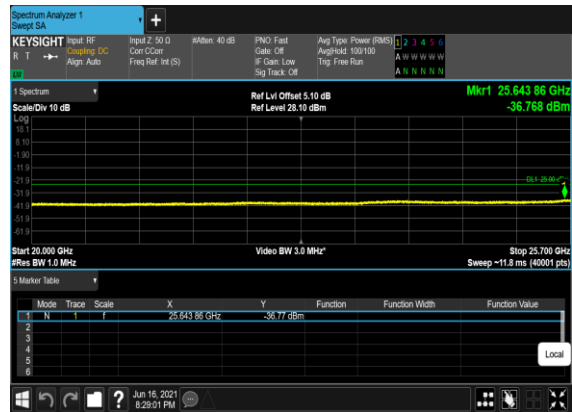 Spectrum Analyzer 1
Swept SA
KEYSIGHT Input: RF Input Z: 50 Ω #Atten: 40 dB PNO: Fast Avg Type: Power (RMS) 1 2 3 4 5 6
R T Coupling: DC Corr CCorr Gate: Off Avg|Hold: 100/100 A W W W W W
Align: Auto Freq Ref: Int (S) IF Gain: Low Trig: Free Run
Sig Track: Off A N N N N N
1 Spectrum Ref Lvl Offset 5.10 dB Mkr1 25.643 86 GHz
Scale/Div 10 dB Ref Level 28.10 dBm -36.768 dBm
Log
18.1
8.10
-1.90
-11.9
-21.9 DL1 -25.00
-31.9
-41.9
-51.9
-61.9
Start 20.000 GHz Video BW 3.0 MHz* Stop 25.700 GHz
#Res BW 1.0 MHz Sweep ~11.8 ms (40001 pts)
5 Marker Table
Mode Trace Scale X Y Function Function Width Function Value
1 N 1 f 25.643 86 GHz -36.77 dBm
2
3
4
5
6
Local
? Jun 16, 2021
8:29:01 PM